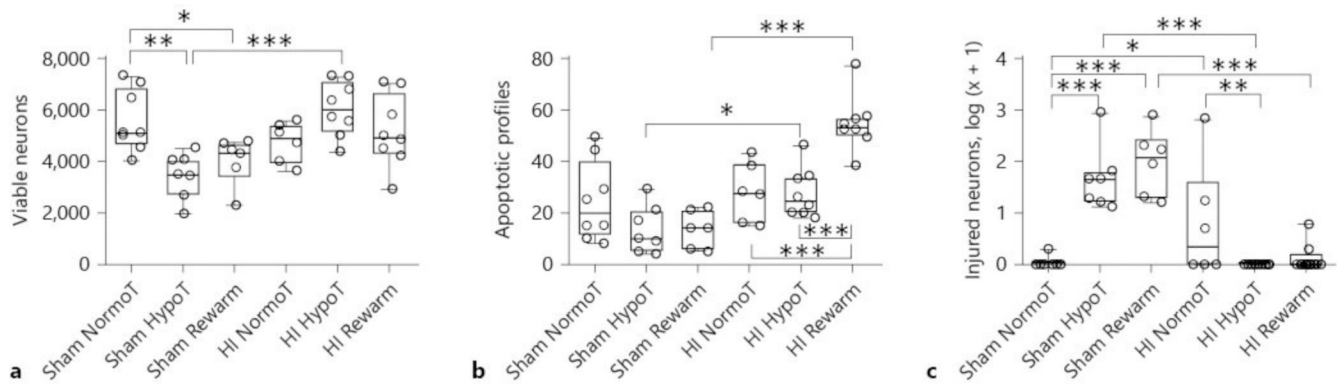 *
** ***
8,000
6,000
4,000
2,000
0
Viable neurons
Sham NormoT
Sham HypoT
Sham Rewarm
HI NormoT
HI HypoT
HI Rewarm
a
***
*
***
***
80
60
40
20
0
Apoptotic profiles
Sham NormoT
Sham HypoT
Sham Rewarm
HI NormoT
HI HypoT
HI Rewarm
b
***
*
*** ***
*** **
4
3
2
1
0
Injured neurons, log (x + 1)
Sham NormoT
Sham HypoT
Sham Rewarm
HI NormoT
HI HypoT
HI Rewarm
c